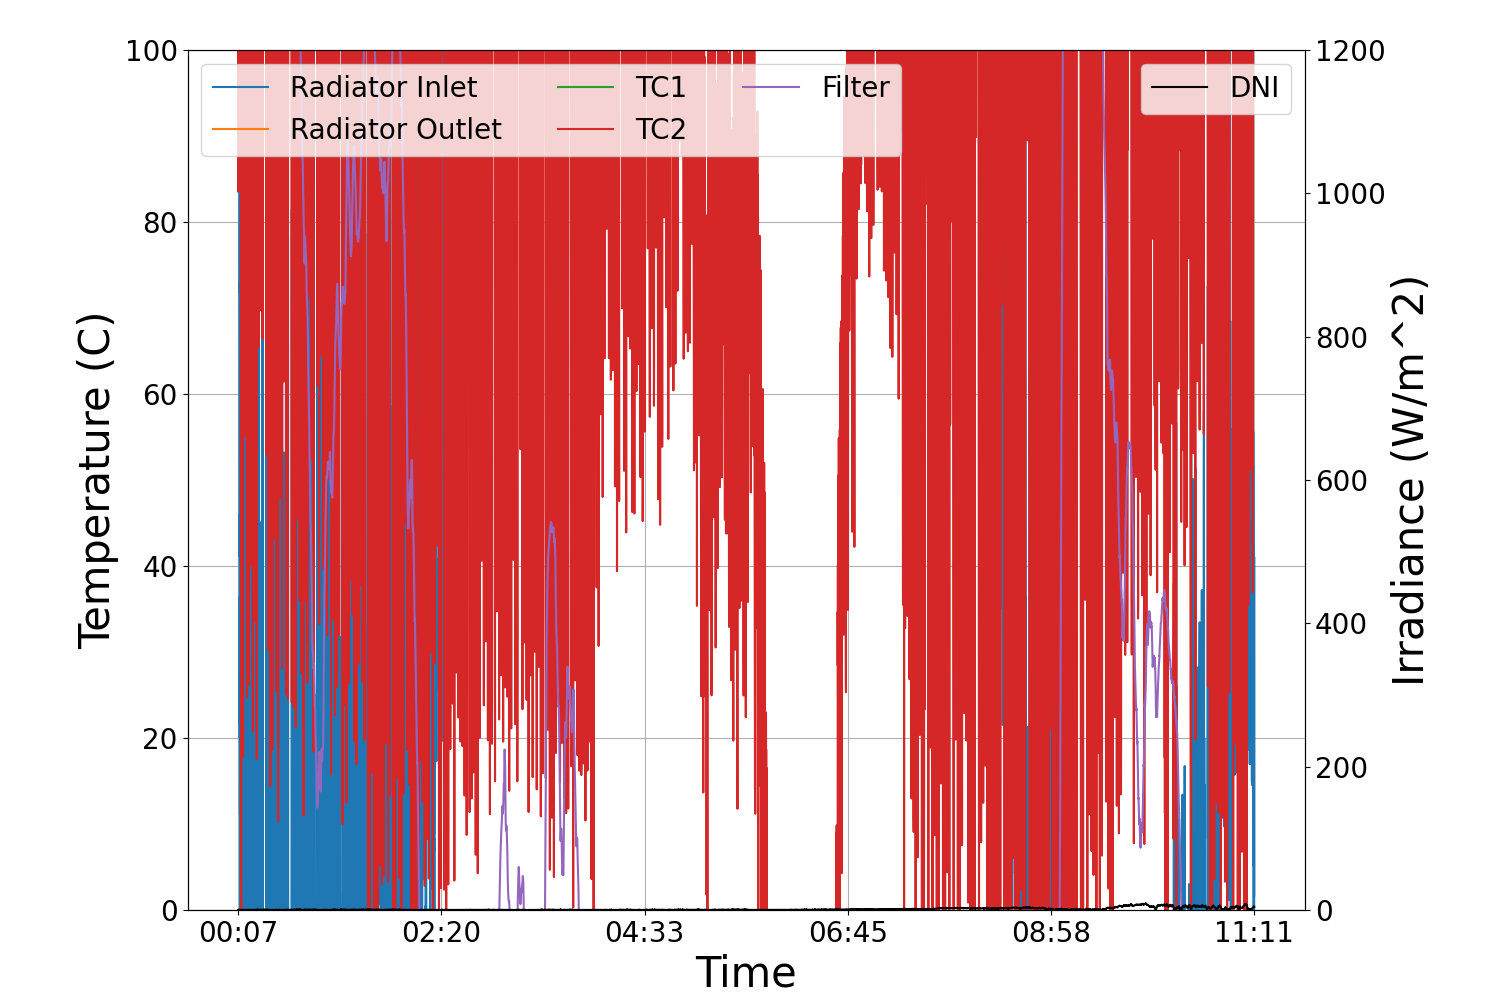 Radiator Inlet
Radiator Outlet
TC1
TC2
Filter
DNI
100
80
60
40
20
0
Temperature (C)
1200
1000
800
600
400
200
0
Irradiance (W/m^2)
00:07 02:20 04:33 06:45 08:58 11:11
Time